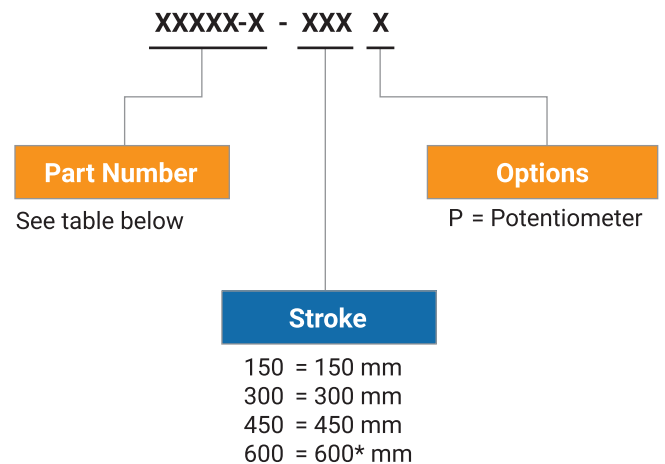 XXXXX-X - XXX X
Part Number
See table below
Options
P = Potentiometer
Stroke
150 = 150 mm
300 = 300 mm
450 = 450 mm
600 = 600* mm